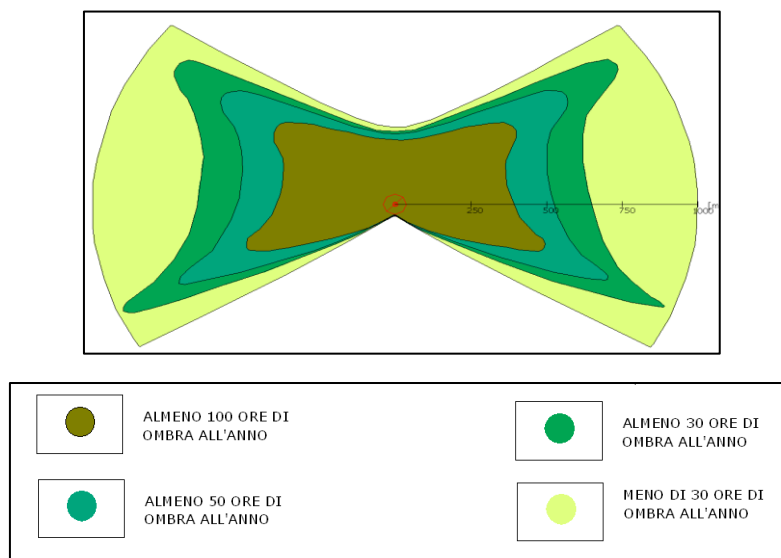 250 500 750 1000 [m
ALMENO 100 ORE DI
OMBRA ALL'ANNO
ALMENO 30 ORE DI
OMBRA ALL'ANNO
ALMENO 50 ORE DI
OMBRA ALL'ANNO
MENO DI 30 ORE DI
OMBRA ALL'ANNO